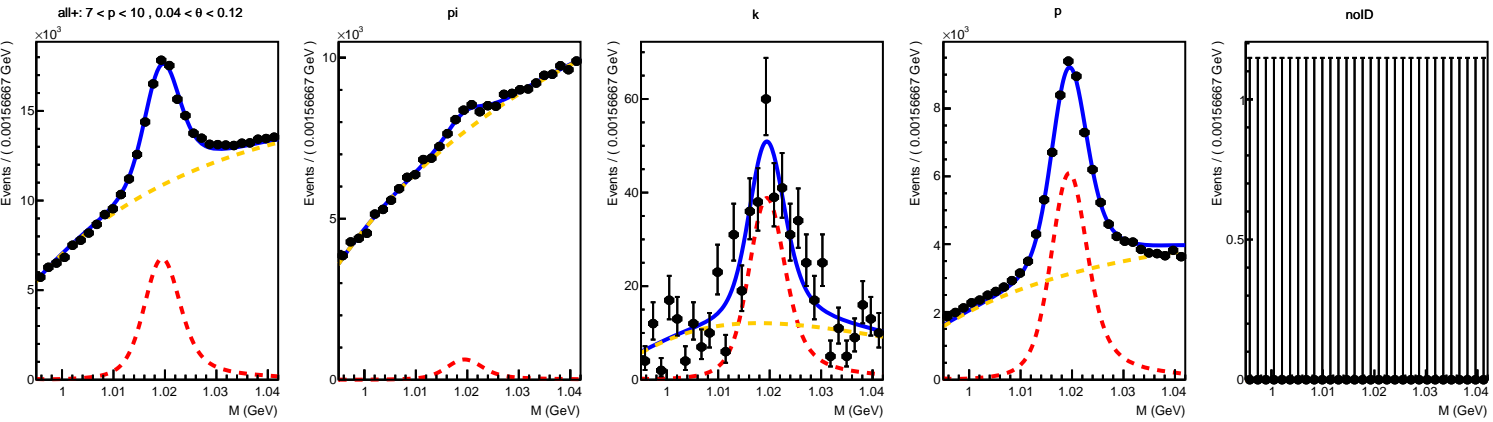 all+: 7 < p < 10 , 0.04 < θ < 0.12
×10³
Events / ( 0.00156667 GeV )
15
10
5
0
1 1.01 1.02 1.03 1.04
M (GeV)
pi
×10³
Events / ( 0.00156667 GeV )
10
5
0
1 1.01 1.02 1.03 1.04
M (GeV)
k
Events / ( 0.00156667 GeV )
60
40
20
0
1 1.01 1.02 1.03 1.04
M (GeV)
p
×10³
Events / ( 0.00156667 GeV )
8
6
4
2
0
1 1.01 1.02 1.03 1.04
M (GeV)
noID
Events / ( 0.00156667 GeV )
1
0.5
0
1 1.01 1.02 1.03 1.04
M (GeV)